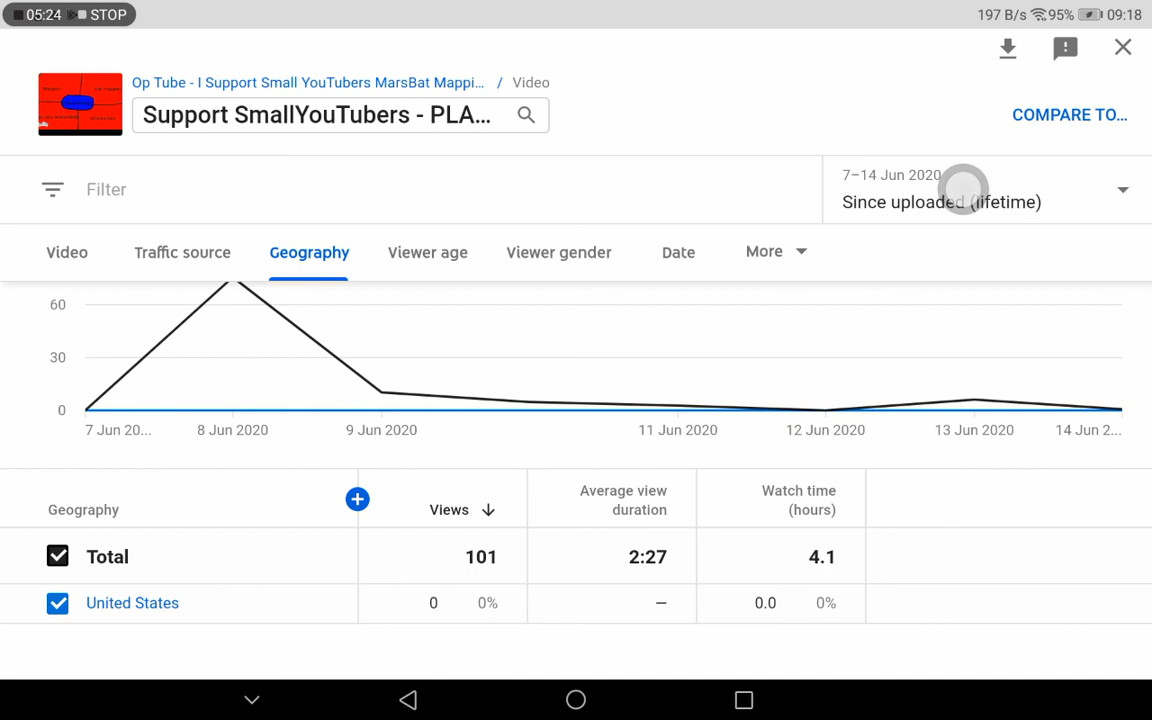 05:24 STOP
197 B/s 95% 09:18
Op Tube - I Support Small YouTubers MarsBat Mappi... / Video
Support SmallYouTubers - PLA...
COMPARE TO...
Filter
7–14 Jun 2020
Since uploaded (lifetime)
Video Traffic source Geography Viewer age Viewer gender Date More
60
30
0
7 Jun 20... 8 Jun 2020 9 Jun 2020 11 Jun 2020 12 Jun 2020 13 Jun 2020 14 Jun 2...
Geography Views Average view duration Watch time (hours)
Total 101 2:27 4.1
United States 0 0% — 0.0 0%